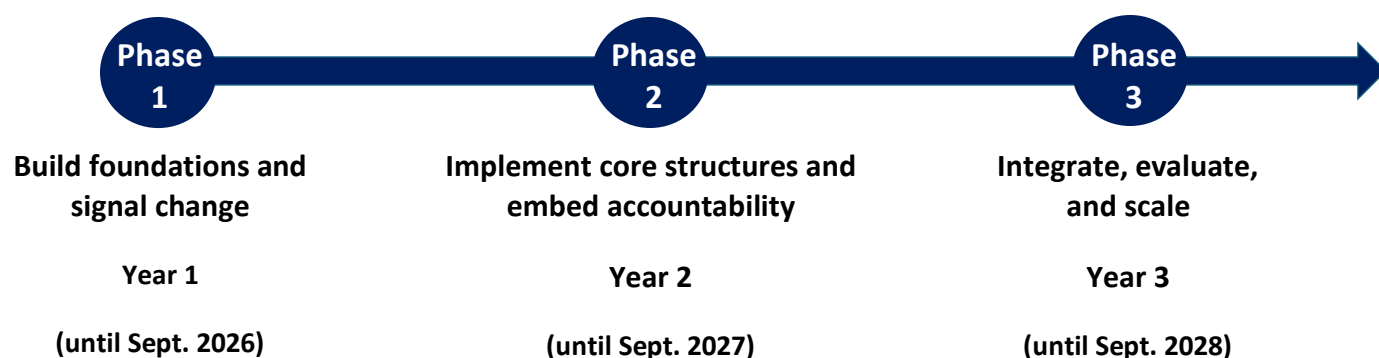 Phase
1
Phase
2
Phase
3
Build foundations and
signal change
Implement core structures and
embed accountability
Integrate, evaluate,
and scale
Year 1
Year 2
Year 3
(until Sept. 2026)
(until Sept. 2027)
(until Sept. 2028)